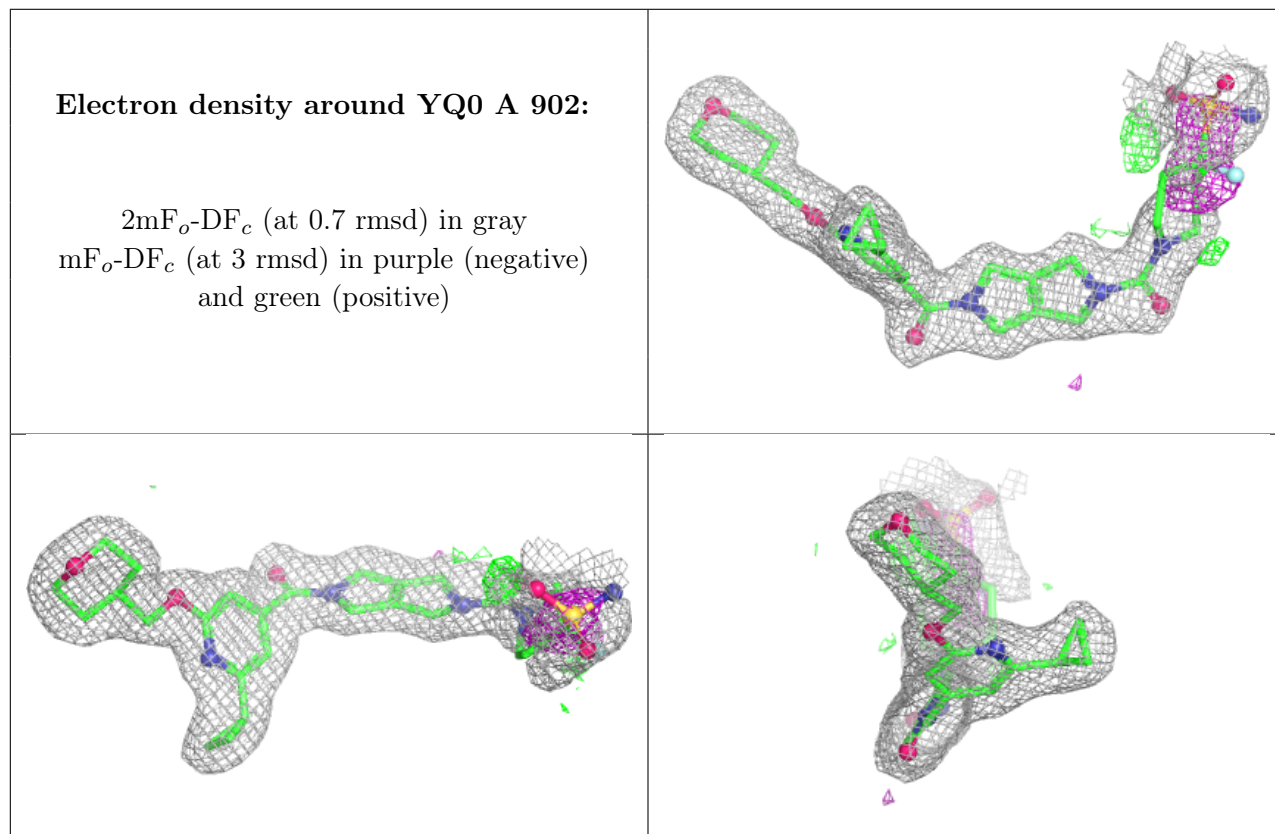 Electron density around YQ0 A 902:
2mFo-DFc (at 0.7 rmsd) in gray
mFo-DFc (at 3 rmsd) in purple (negative)
and green (positive)